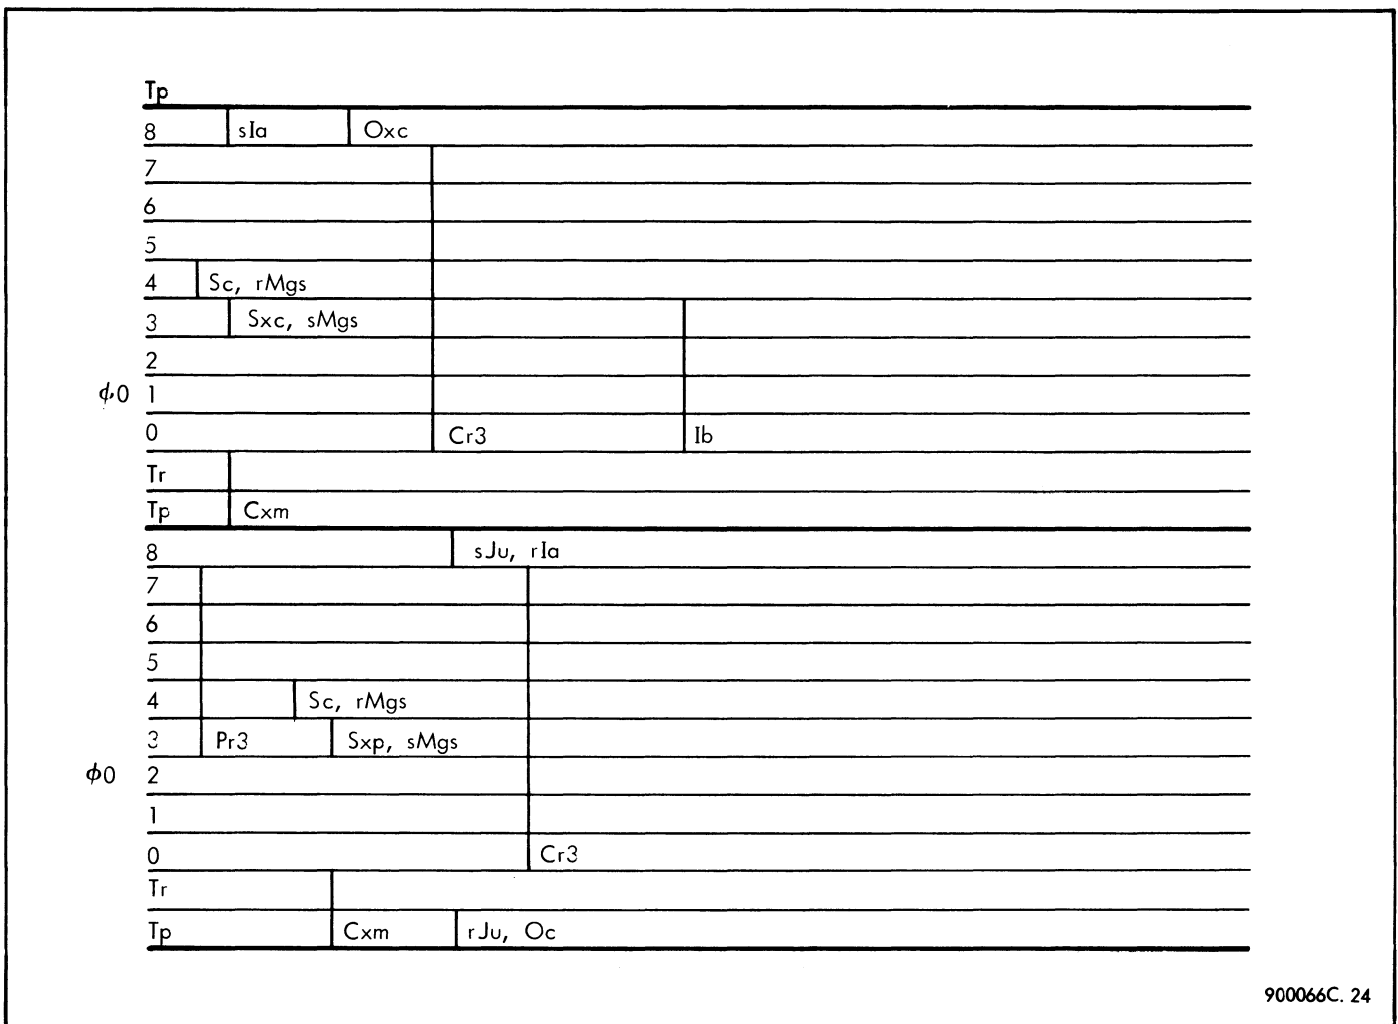 Tp
8 sIa Oxc
7
6
5
4 Sc, rMgs
3 Sxc, sMgs
2
ϕ0 1
0 Cr3 Ib
Tr
Tp Cxm
8 sJu, rIa
7
6
5
4 Sc, rMgs
3 Pr3 Sxp, sMgs
ϕ0 2
1
0 Cr3
Tr
Tp Cxm rJu, Oc
900066C. 24